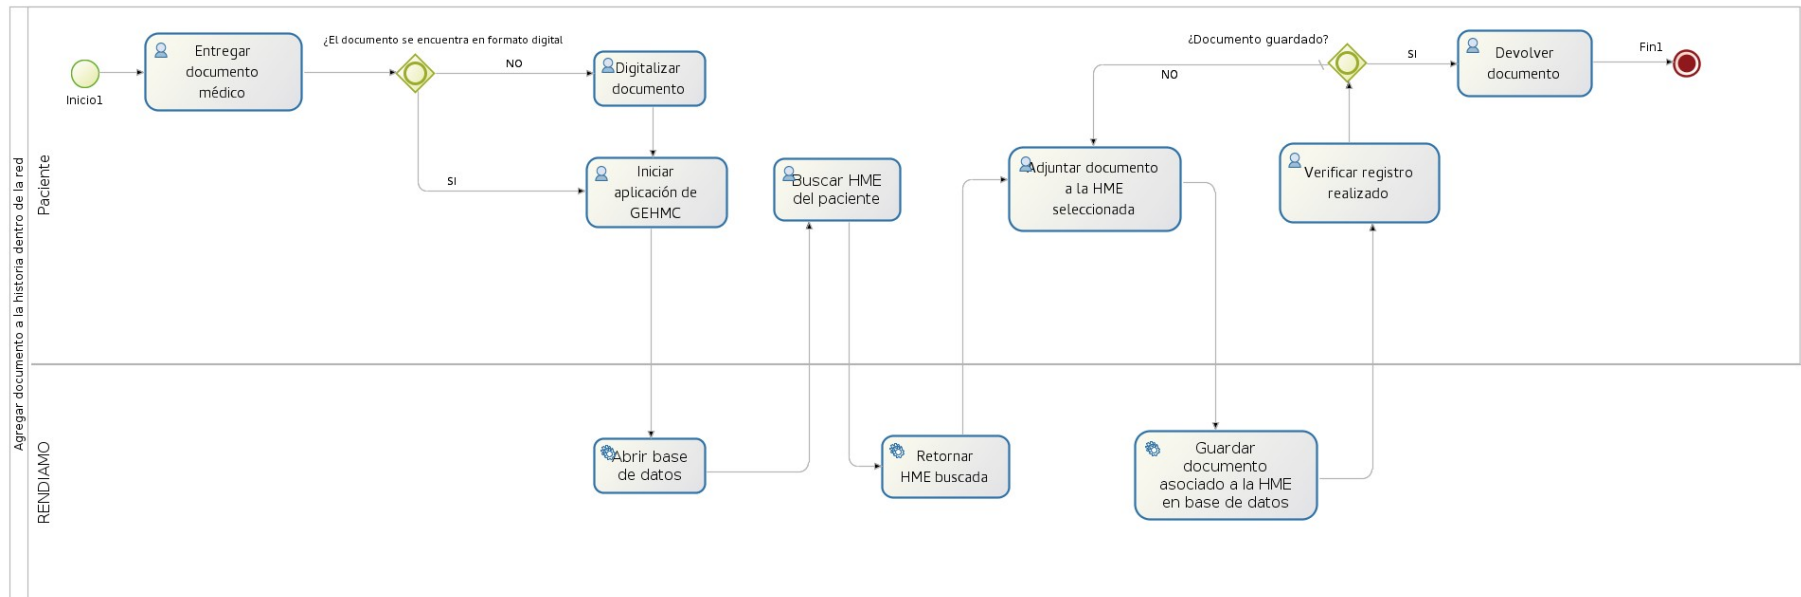 Agregar documento a la historia dentro de la red
Paciente
Inicio1
Entregar
documento
médico
¿El documento se encuentra en formato digital
NO
SI
Digitalizar
documento
Iniciar
aplicación de
GEHMC
Buscar HME
del paciente
Adjuntar documento
a la HME
seleccionada
NO
¿Documento guardado?
SI
Verificar registro
realizado
Devolver
documento
Fin1
RENDIAMO
Abrir base
de datos
Retornar
HME buscada
Guardar
documento
asociado a la HME
en base de datos